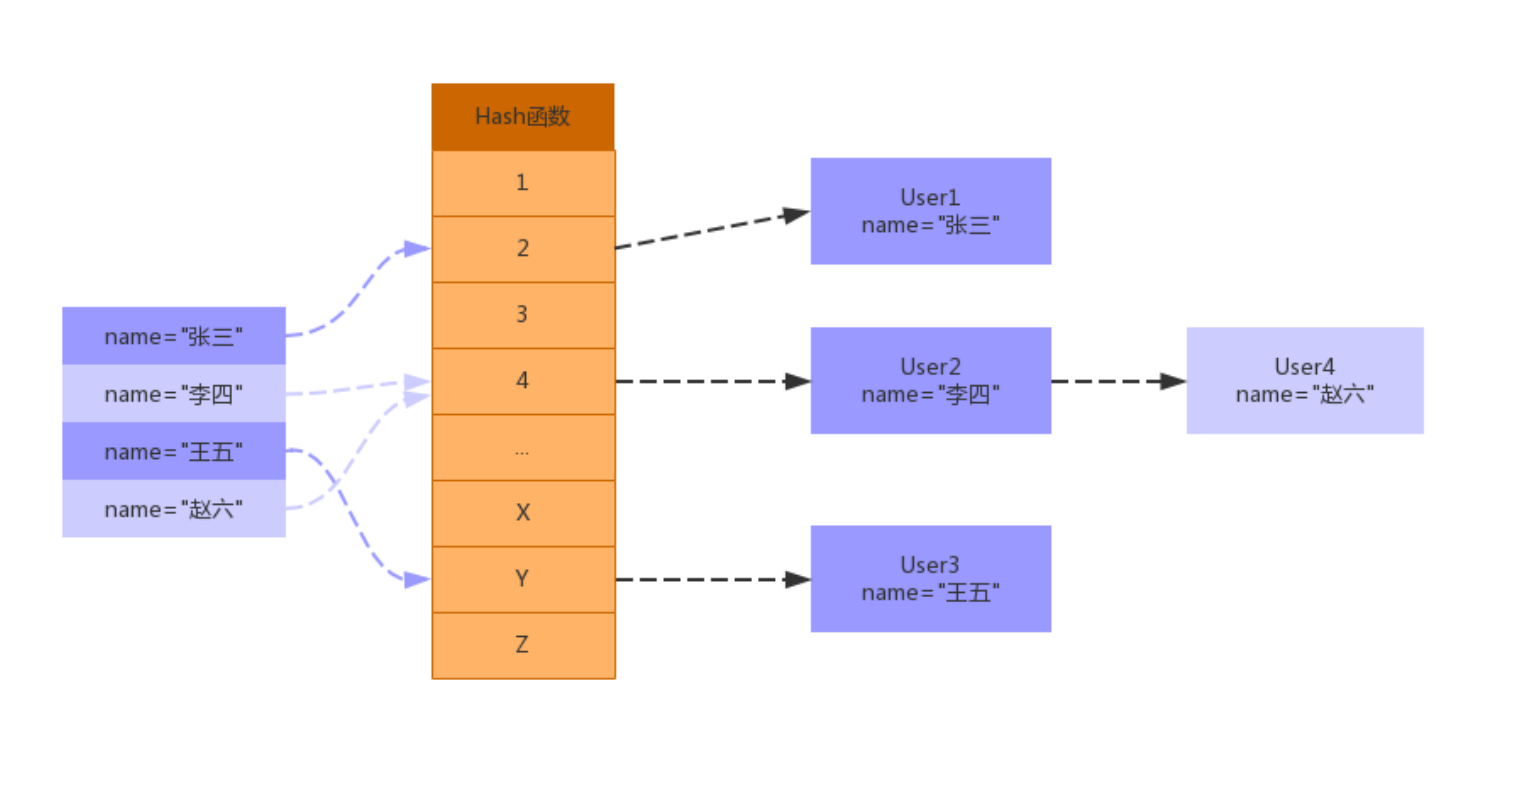 Hash函数
1
2
3
4
...
X
Y
Z
name="张三"
name="李四"
name="王五"
name="赵六"
User1
name="张三"
User2
name="李四"
User4
name="赵六"
User3
name="王五"